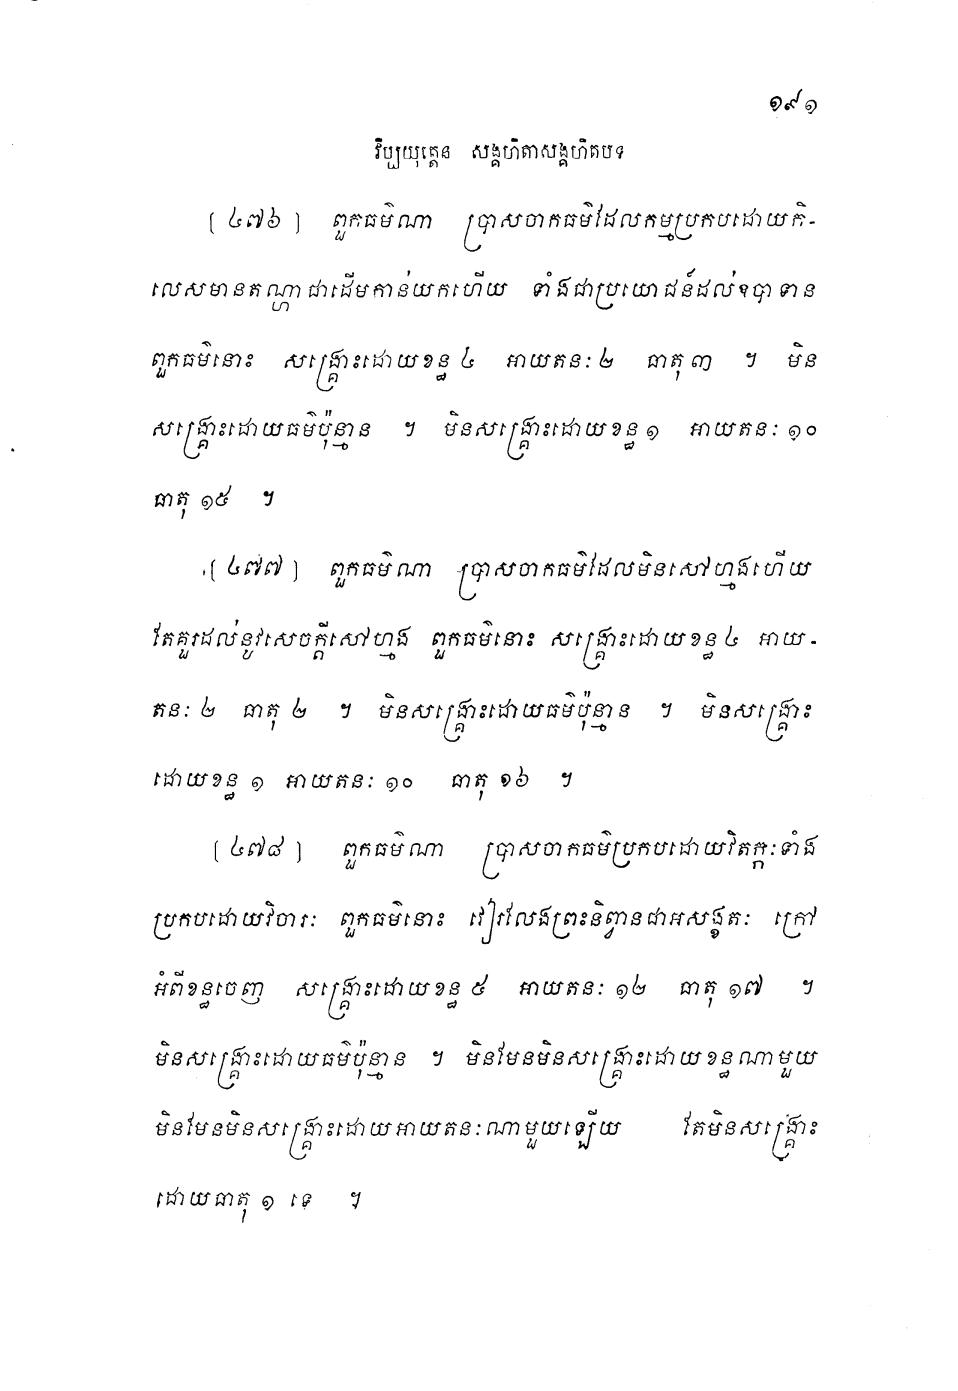 ១៩១
វិប្បយុត្តេន សង្គហិតាសង្គហិតបទ
[ ៤៧៦ ] ពួកធម៌ណា ប្រាសចាកធម៌ដែលកម្មប្រកបដោយកិ-
លេសមានតណ្ហាជាដើមកាន់យកហើយ ទាំងជាប្រយោជន៍ដល់ឧបាទាន
ពួកធម៌នោះ សង្គ្រោះដោយខន្ធ ៤ អាយតនៈ ២ ធាតុ ៣ ។ មិន
សង្គ្រោះដោយធម៌ប៉ុន្មាន ។ មិនសង្គ្រោះដោយខន្ធ ១ អាយតនៈ ១០
ធាតុ ១៥ ។
[ ៤៧៧ ] ពួកធម៌ណា ប្រាសចាកធម៌ដែលមិនសៅហ្មងហើយ
តែគួរដល់នូវសេចក្តីសៅហ្មង ពួកធម៌នោះ សង្គ្រោះដោយខន្ធ ៤ អាយ-
តនៈ ២ ធាតុ ២ ។ មិនសង្គ្រោះដោយធម៌ប៉ុន្មាន ។ មិនសង្គ្រោះ
ដោយខន្ធ ១ អាយតនៈ ១០ ធាតុ ១៦ ។
[ ៤៧៨ ] ពួកធម៌ណា ប្រាសចាកធម៌ប្រកបដោយវិតក្កៈទាំង
ប្រកបដោយវិចារៈ ពួកធម៌នោះ វៀរលែងព្រះនិព្វានជាអសង្ខតៈ ក្រៅ
អំពីខន្ធចេញ សង្គ្រោះដោយខន្ធ ៥ អាយតនៈ ១២ ធាតុ ១៧ ។
មិនសង្គ្រោះដោយធម៌ប៉ុន្មាន ។ មិនមែនមិនសង្គ្រោះដោយខន្ធណាមួយ
មិនមែនមិនសង្គ្រោះដោយអាយតនៈណាមួយឡើយ តែមិនសង្គ្រោះ
ដោយធាតុ ១ ទេ ។